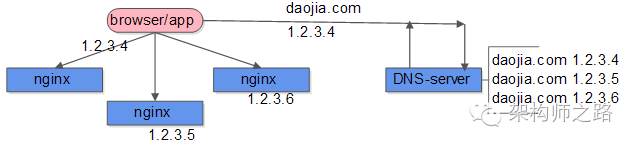 daojia.com
browser/app
1.2.3.4
1.2.3.4
nginx
nginx
nginx
1.2.3.6
1.2.3.5
DNS-server
daojia.com 1.2.3.4
daojia.com 1.2.3.5
daojia.com 1.2.3.6
架构师之路